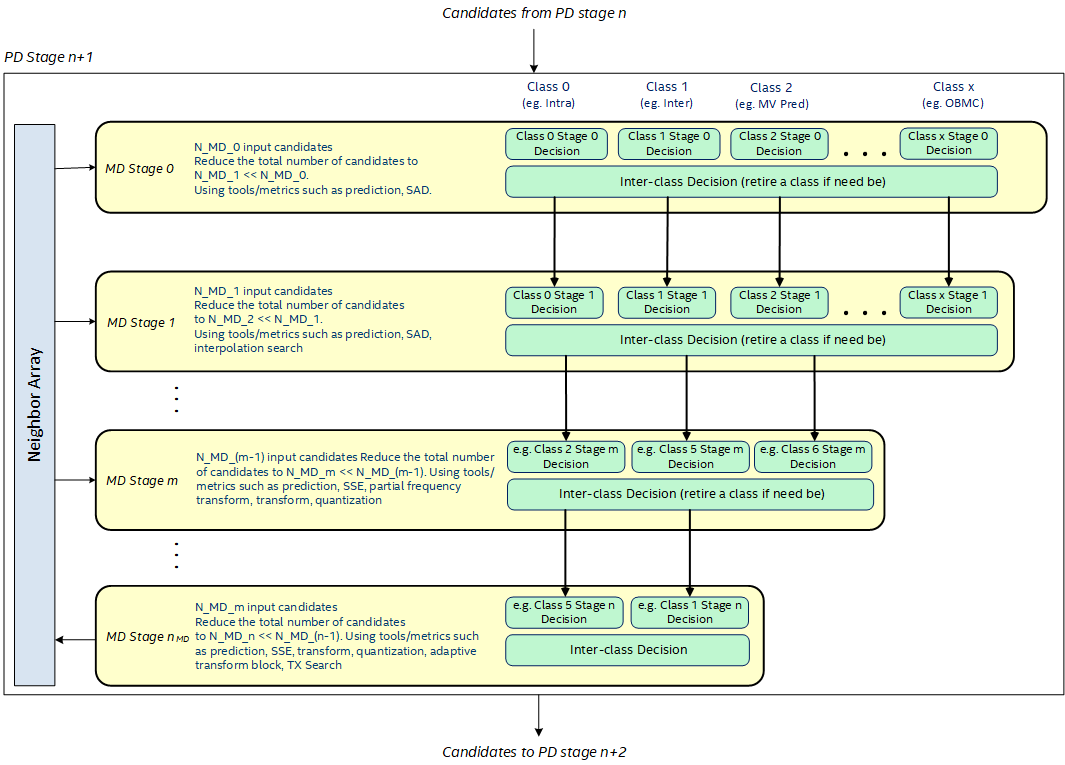 Candidates from PD stage n
PD Stage n+1
Class 0
(eg. Intra)
Class 1
(eg. Inter)
Class 2
(eg. MV Pred)
Class x
(eg. OBMC)
Neighbor Array
MD Stage 0
N_MD_0 input candidates
Reduce the total number of candidates to
N_MD_1 << N_MD_0.
Using tools/metrics such as prediction, SAD.
Class 0 Stage 0
Decision
Class 1 Stage 0
Decision
Class 2 Stage 0
Decision
. . .
Class x Stage 0
Decision
Inter-class Decision (retire a class if need be)
MD Stage 1
N_MD_1 input candidates
Reduce the total number of candidates
to N_MD_2 << N_MD_1.
Using tools/metrics such as prediction, SAD,
interpolation search
Class 0 Stage 1
Decision
Class 1 Stage 1
Decision
Class 2 Stage 1
Decision
. . .
Class x Stage 1
Decision
Inter-class Decision (retire a class if need be)
MD Stage m
N_MD_(m-1) input candidates Reduce the total number
of candidates to N_MD_m << N_MD_(m-1). Using tools/
metrics such as prediction, SSE, partial frequency
transform, transform, quantization
e.g. Class 2 Stage m
Decision
e.g. Class 5 Stage m
Decision
e.g. Class 6 Stage m
Decision
Inter-class Decision (retire a class if need be)
MD Stage n MD
N_MD_m input candidates
Reduce the total number of candidates
to N_MD_n << N_MD_(n-1). Using tools/metrics such
as prediction, SSE, transform, quantization, adaptive
transform block, TX Search
e.g. Class 5 Stage n
Decision
e.g. Class 1 Stage n
Decision
Inter-class Decision
Candidates to PD stage n+2